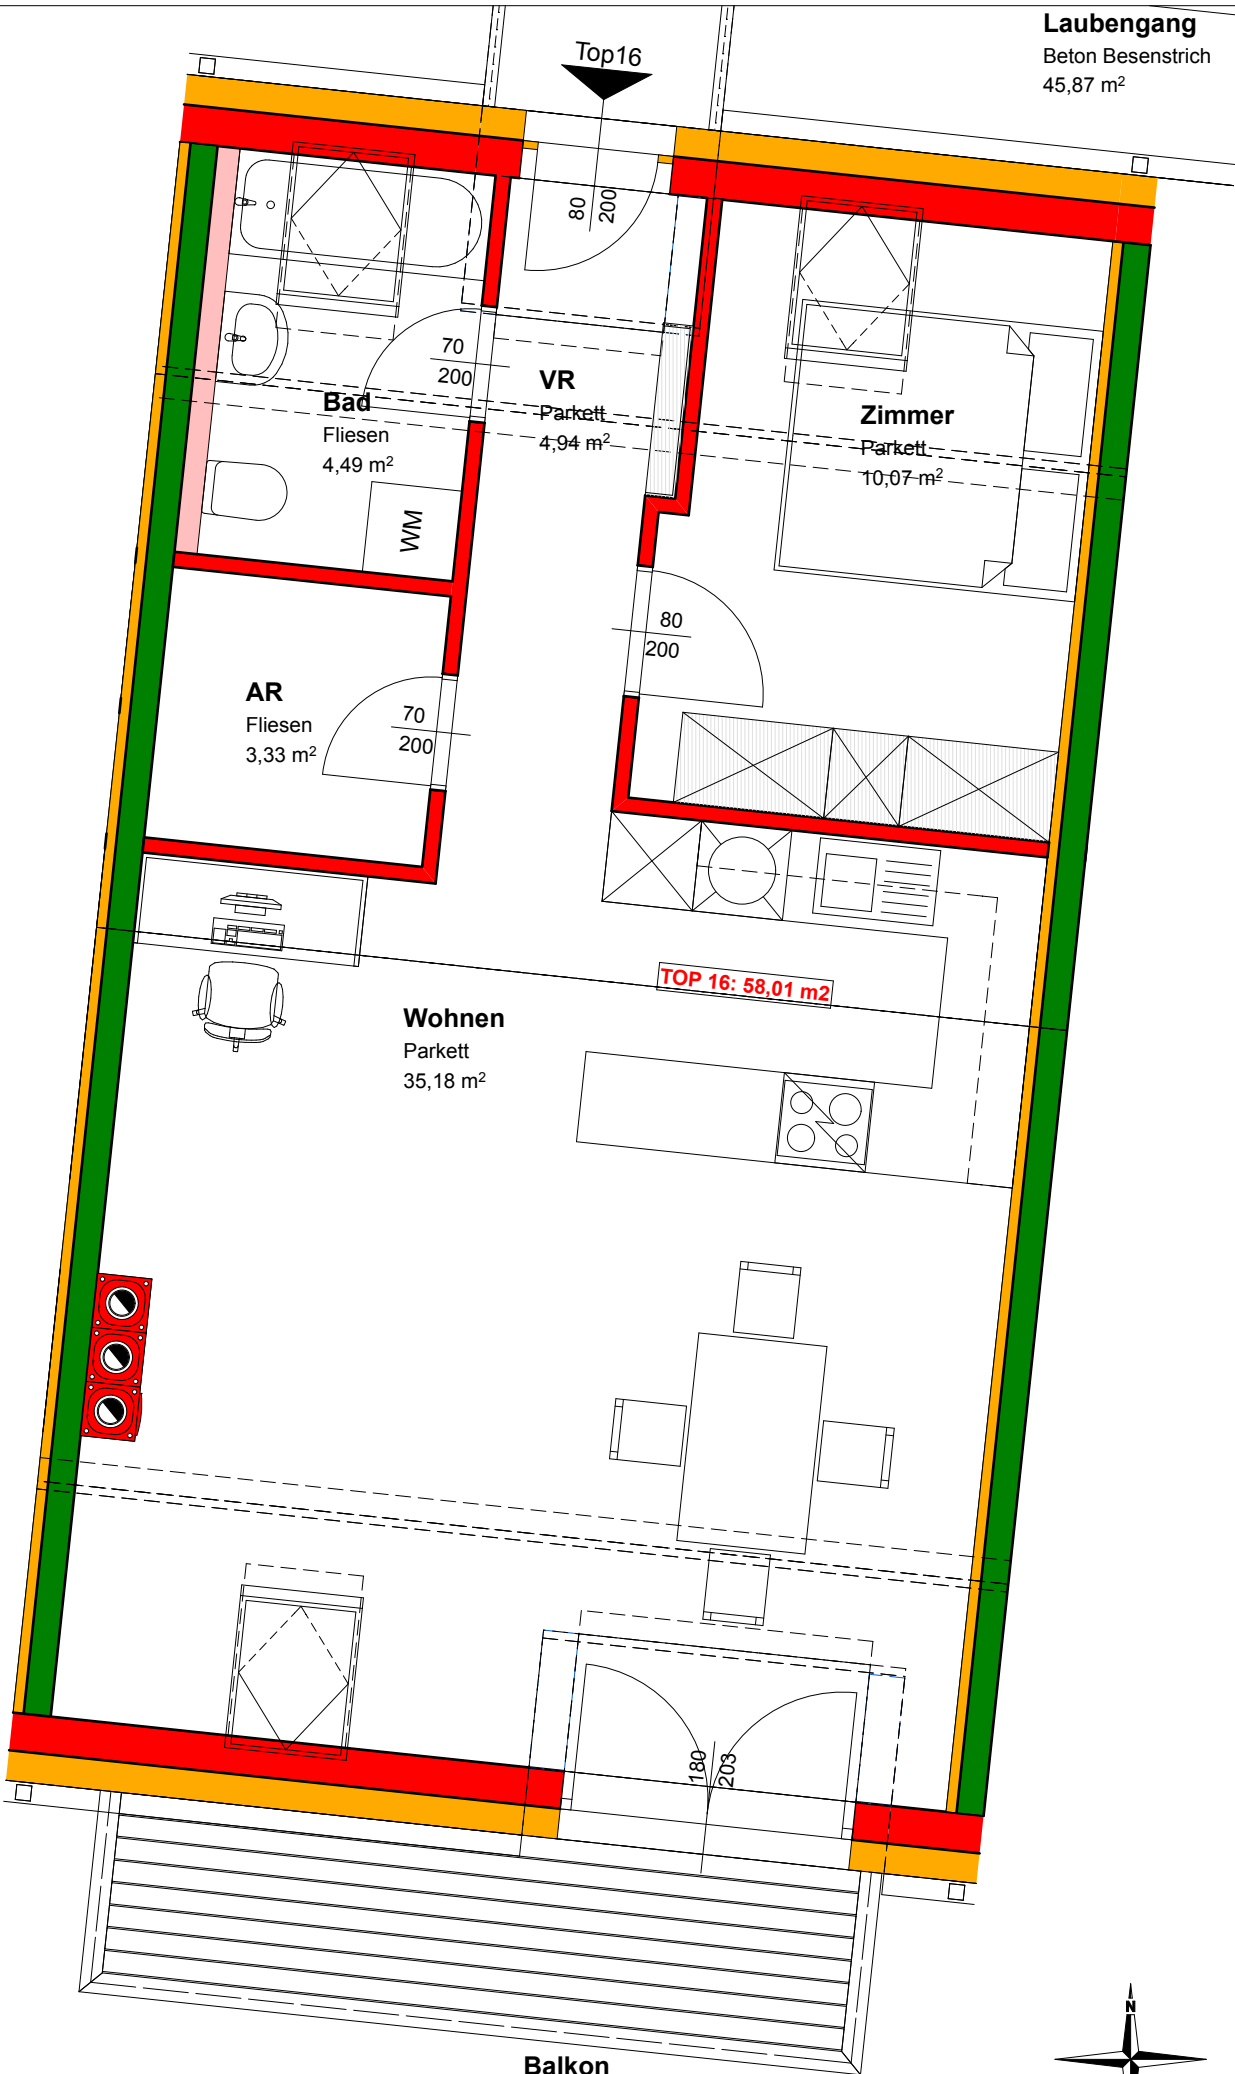 Laubengang
Beton Besenstrich
45,87 m²
Top16
80
200
70
200
VR
Parkett
4,94 m²
Bad
Fliesen
4,49 m²
Zimmer
Parkett
10,07 m²
WM
80
200
AR
Fliesen
3,33 m²
70
200
TOP 16: 58,01 m2
Wohnen
Parkett
35,18 m²
180
203
N
Balkon